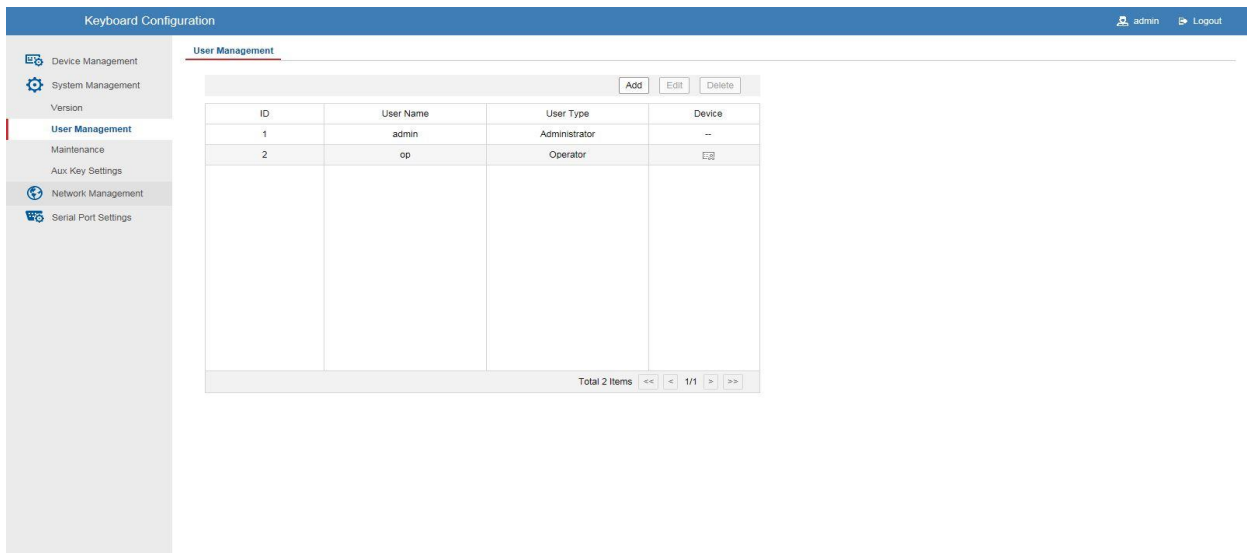 Keyboard Configuration admin Logout
Device Management
System Management
Version
User Management
Maintenance
Aux Key Settings
Network Management
Serial Port Settings
User Management
Add Edit Delete
ID User Name User Type Device
1 admin Administrator --
2 op Operator
Total 2 Items << < 1/1 > >>